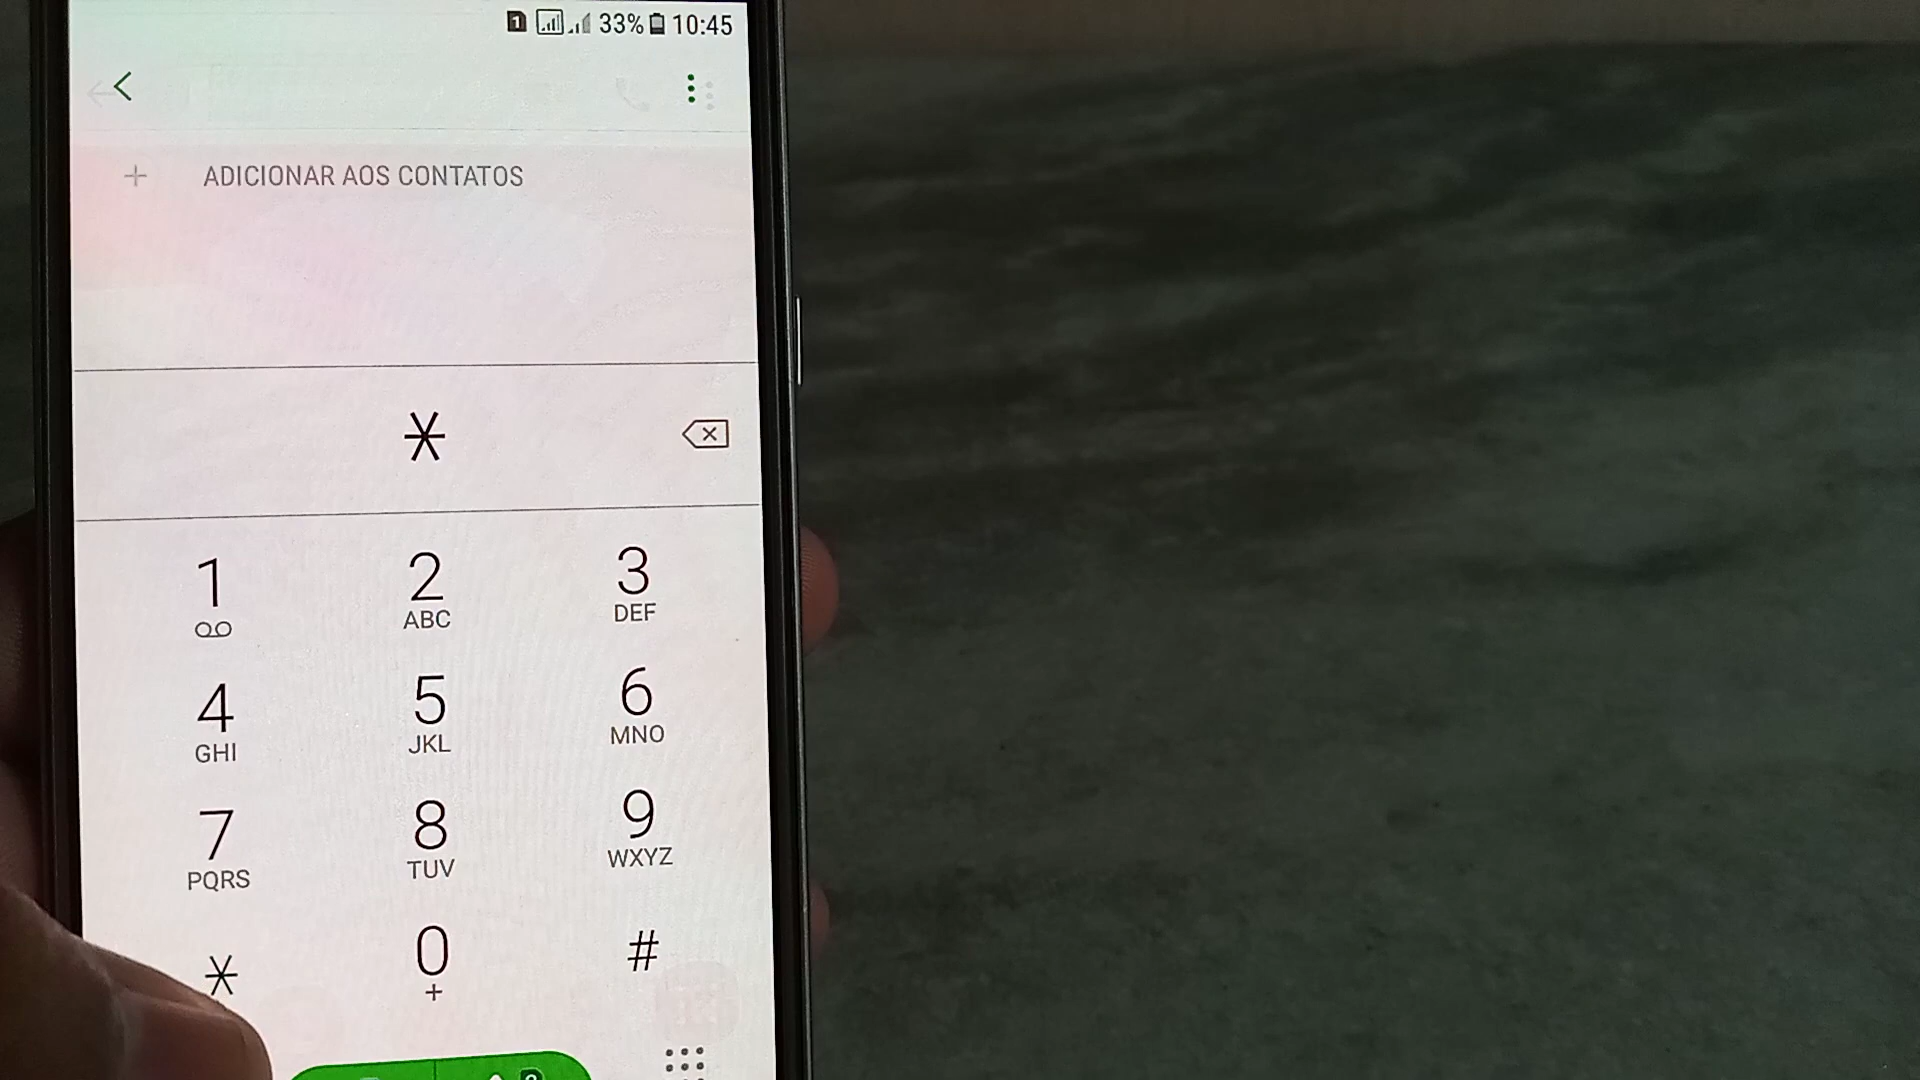 1 33% 10:45
ADICIONAR AOS CONTATOS
*
1 2 3
ABC DEF
4 5 6
GHI JKL MNO
7 8 9
PQRS TUV WXYZ
* 0 #
+
2